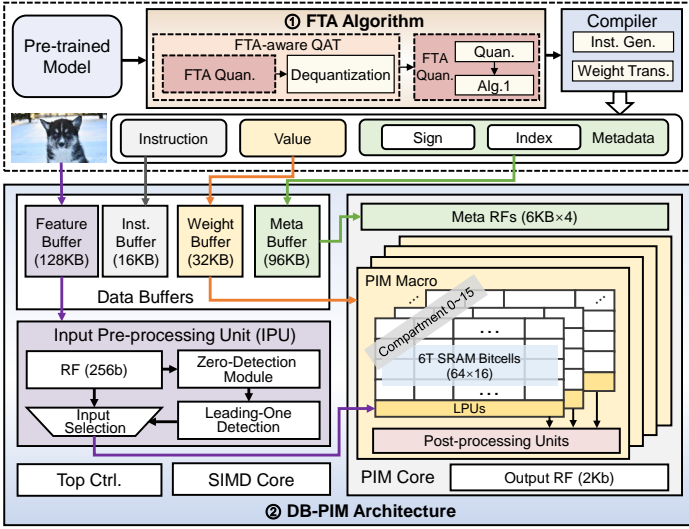 ① FTA Algorithm
Pre-trained
Model
FTA-aware QAT
FTA Quan.
Dequantization
FTA
Quan.
Quan.
Alg.1
Compiler
Inst. Gen.
Weight Trans.
Instruction
Value
Sign
Index
Metadata
Feature
Buffer
(128KB)
Inst.
Buffer
(16KB)
Weight
Buffer
(32KB)
Meta
Buffer
(96KB)
Data Buffers
Meta RFs (6KB×4)
PIM Macro
Compartment 0~15
...
...
6T SRAM Bitcells
(64×16)
...
LPUs
Post-processing Units
PIM Core
Output RF (2Kb)
Input Pre-processing Unit (IPU)
RF (256b)
Zero-Detection
Module
Input
Selection
Leading-One
Detection
Top Ctrl.
SIMD Core
② DB-PIM Architecture